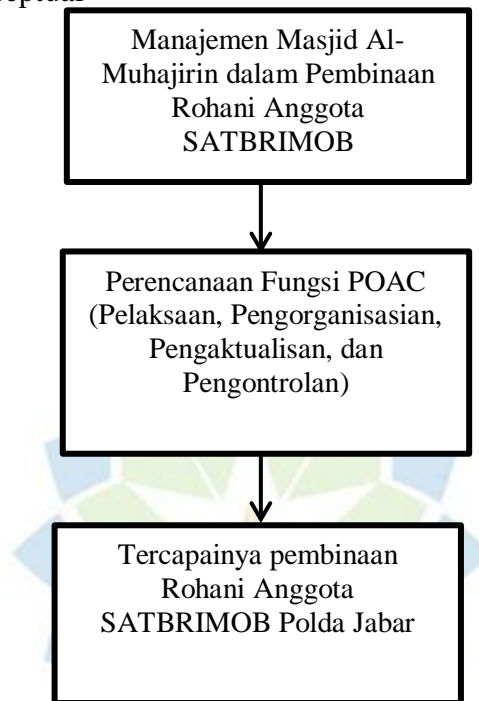 Manajemen Masjid Al-
Muhajirin dalam Pembinaan
Rohani Anggota
SATBRIMOB
Perencanaan Fungsi POAC
(Pelaksaan, Pengorganisasian,
Pengaktualisan, dan
Pengontrolan)
Tercapainya pembinaan
Rohani Anggota
SATBRIMOB Polda Jabar